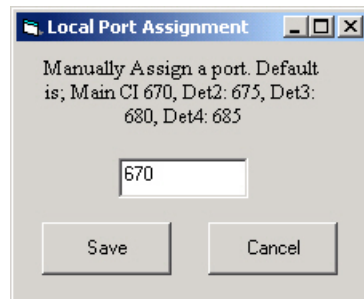 Local Port Assignment
Manually Assign a port. Default
is; Main CI 670, Det2: 675, Det3:
680, Det4: 685
670
Save
Cancel